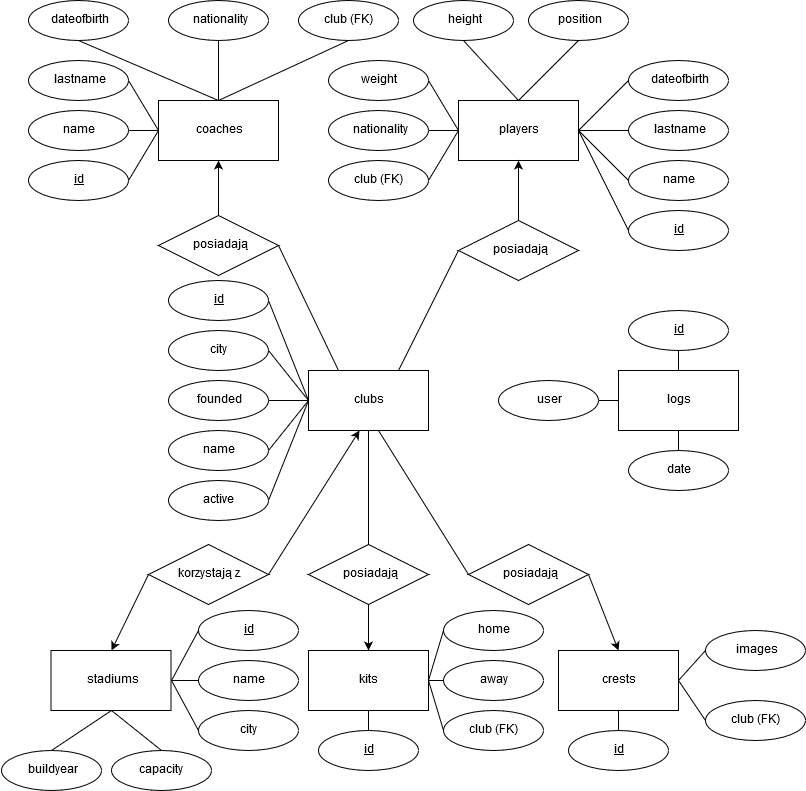 dateofbirth
nationality
club (FK)
height
position
lastname
weight
dateofbirth
name
coaches
nationality
players
lastname
id
club (FK)
name
id
posiadają
posiadają
id
city
id
founded
clubs
user
logs
name
date
active
korzystają z
posiadają
posiadają
id
home
images
stadiums
name
kits
away
crests
city
club (FK)
club (FK)
id
id
buildyear
capacity